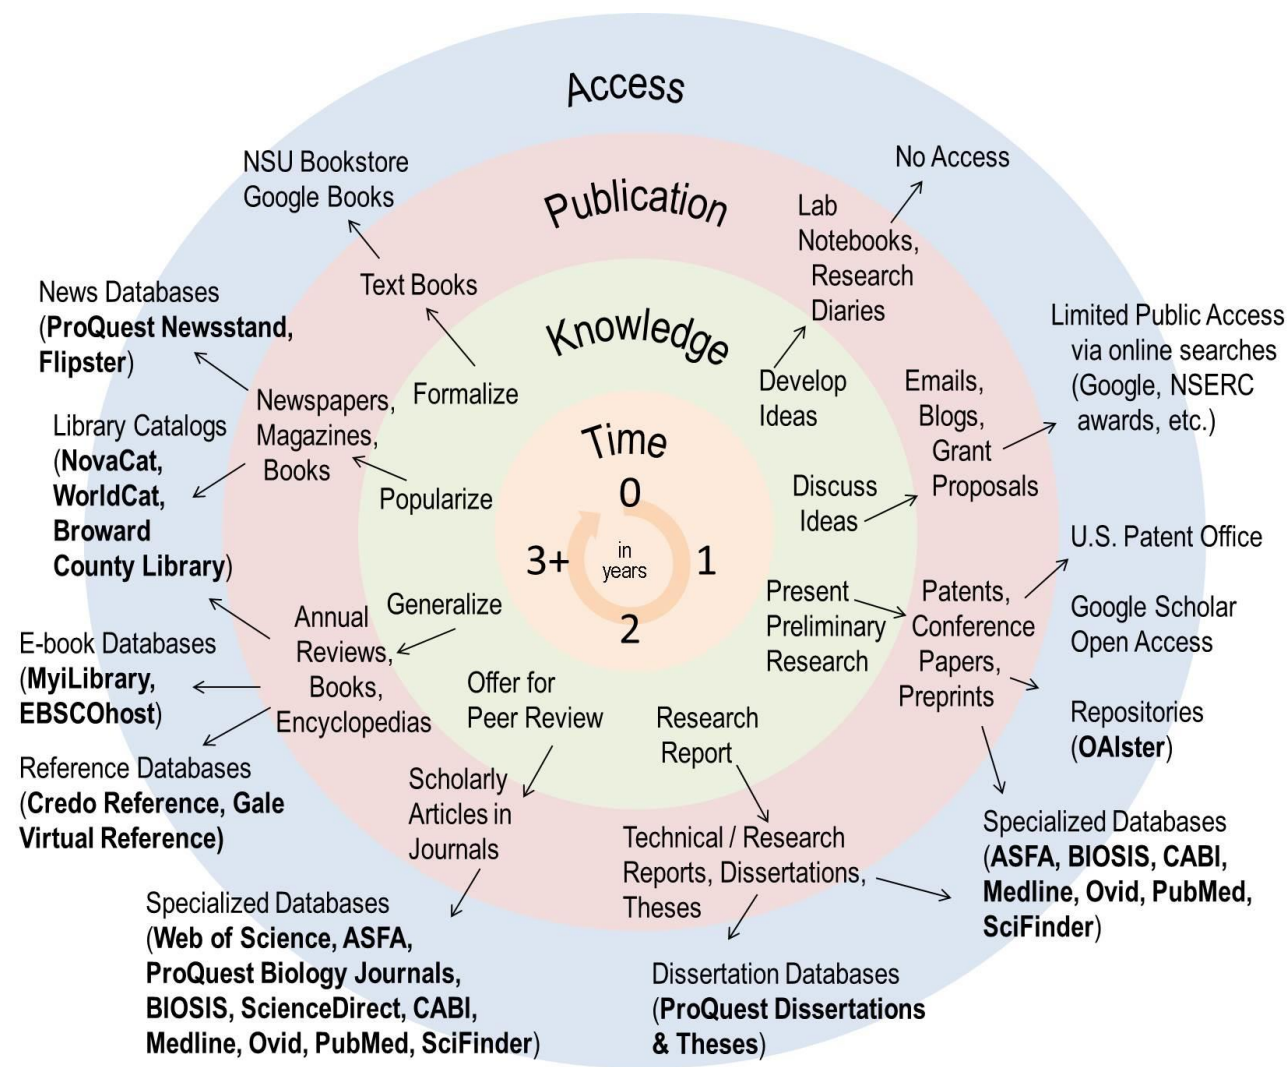 Access
Publication
Knowledge
Time
0
1
2
3+
in
years
No Access
Lab
Notebooks,
Research
Diaries
Develop
Ideas
Limited Public Access
via online searches
(Google, NSERC
awards, etc.)
Emails,
Blogs,
Grant
Proposals
Discuss
Ideas
U.S. Patent Office
Google Scholar
Open Access
Repositories
(OAIster)
Patents,
Conference
Papers,
Preprints
Present
Preliminary
Research
Specialized Databases
(ASFA, BIOSIS, CABI,
Medline, Ovid, PubMed,
SciFinder)
Research
Report
Technical / Research
Reports, Dissertations,
Theses
Dissertation Databases
(ProQuest Dissertations
& Theses)
Offer for
Peer Review
Scholarly
Articles in
Journals
Specialized Databases
(Web of Science, ASFA,
ProQuest Biology Journals,
BIOSIS, ScienceDirect, CABI,
Medline, Ovid, PubMed, SciFinder)
Generalize
Annual
Reviews,
Books,
Encyclopedias
Reference Databases
(Credo Reference, Gale
Virtual Reference)
E-book Databases
(MyiLibrary,
EBSCOhost)
Library Catalogs
(NovaCat,
WorldCat,
Broward
County Library)
Popularize
Newspapers,
Magazines,
Books
News Databases
(ProQuest Newsstand,
Flipster)
Formalize
Text Books
NSU Bookstore
Google Books